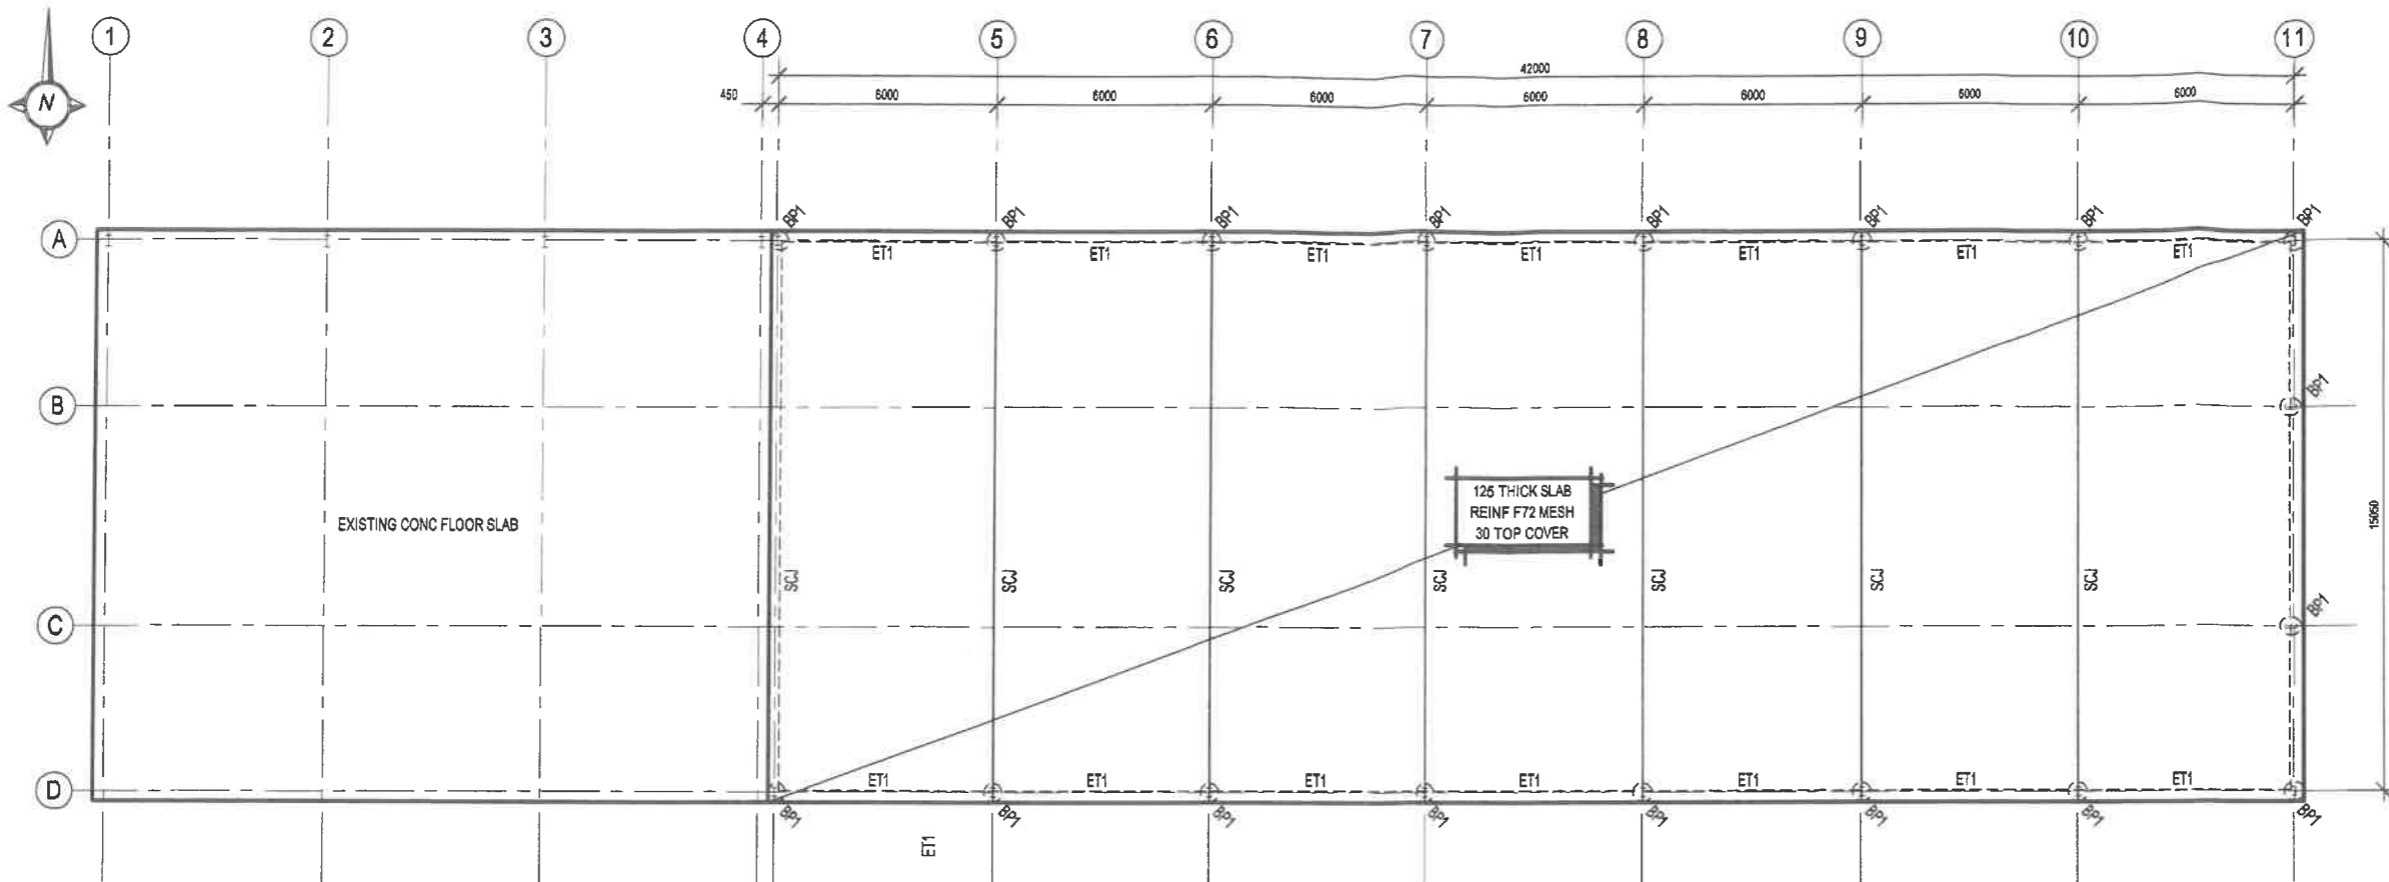 N
1 2 3 4 5 6 7 8 9 10 11
42000
450 6000 6000 6000 6000 6000 6000 6000
BP1 BP1 BP1 BP1 BP1 BP1 BP1 BP1
A
ET1 ET1 ET1 ET1 ET1 ET1 ET1
B
BP1
125 THICK SLAB
REINF F72 MESH
30 TOP COVER
EXISTING CONC FLOOR SLAB
15050
SCJ SCJ SCJ SCJ SCJ SCJ SCJ
C
BP1
D
ET1 ET1 ET1 ET1 ET1 ET1 ET1
BP1 BP1 BP1 BP1 BP1 BP1 BP1 BP1
ET1